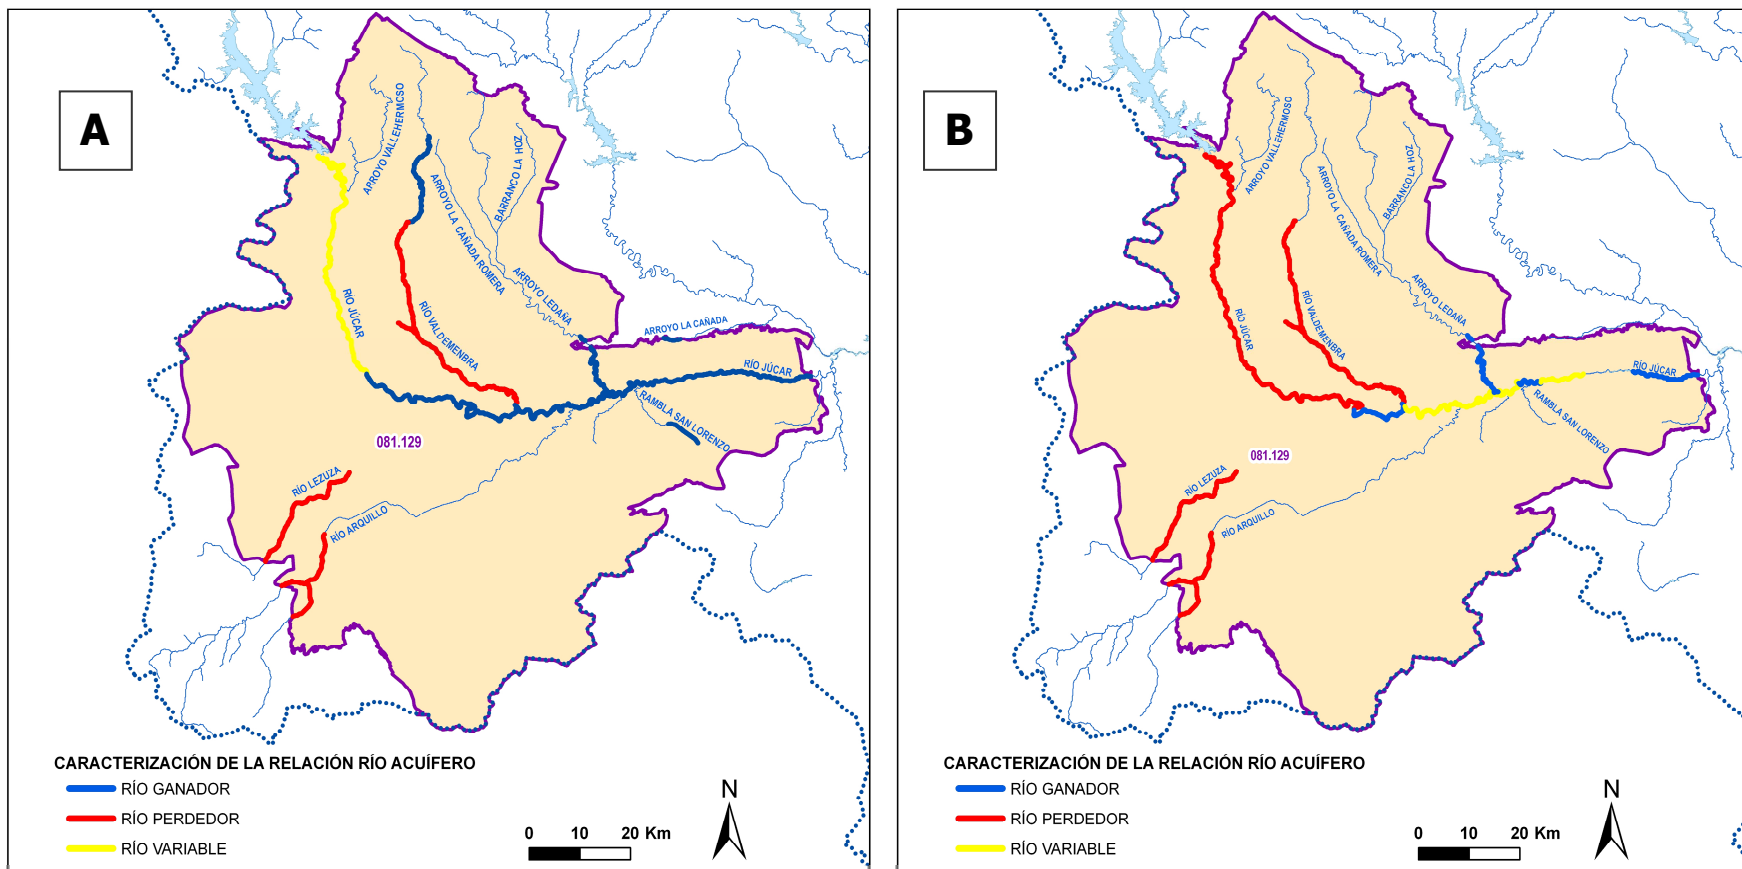 A
ARROYO VALLEHERMOSO
BARRANCO LA HOZ
ARROYO LA CAÑADA ROMERA
ARROYO LEDAÑA
RÍO JÚCAR
RÍO VALDEMENBRA
ARROYO LA CAÑADA
RÍO JÚCAR
RAMBLA SAN LORENZO
081.129
RÍO LEZUZA
RÍO ARQUILLO
CARACTERIZACIÓN DE LA RELACIÓN RÍO ACUÍFERO
RÍO GANADOR
RÍO PERDEDOR
RÍO VARIABLE
0 10 20 Km
N
B
ARROYO VALLEHERMOSO
BARRANCO LA HOZ
ARROYO LA CAÑADA ROMERA
ARROYO LEDAÑA
RÍO JÚCAR
RÍO VALDEMENBRA
RÍO JÚCAR
RAMBLA SAN LORENZO
081.129
RÍO LEZUZA
RÍO ARQUILLO
CARACTERIZACIÓN DE LA RELACIÓN RÍO ACUÍFERO
RÍO GANADOR
RÍO PERDEDOR
RÍO VARIABLE
0 10 20 Km
N